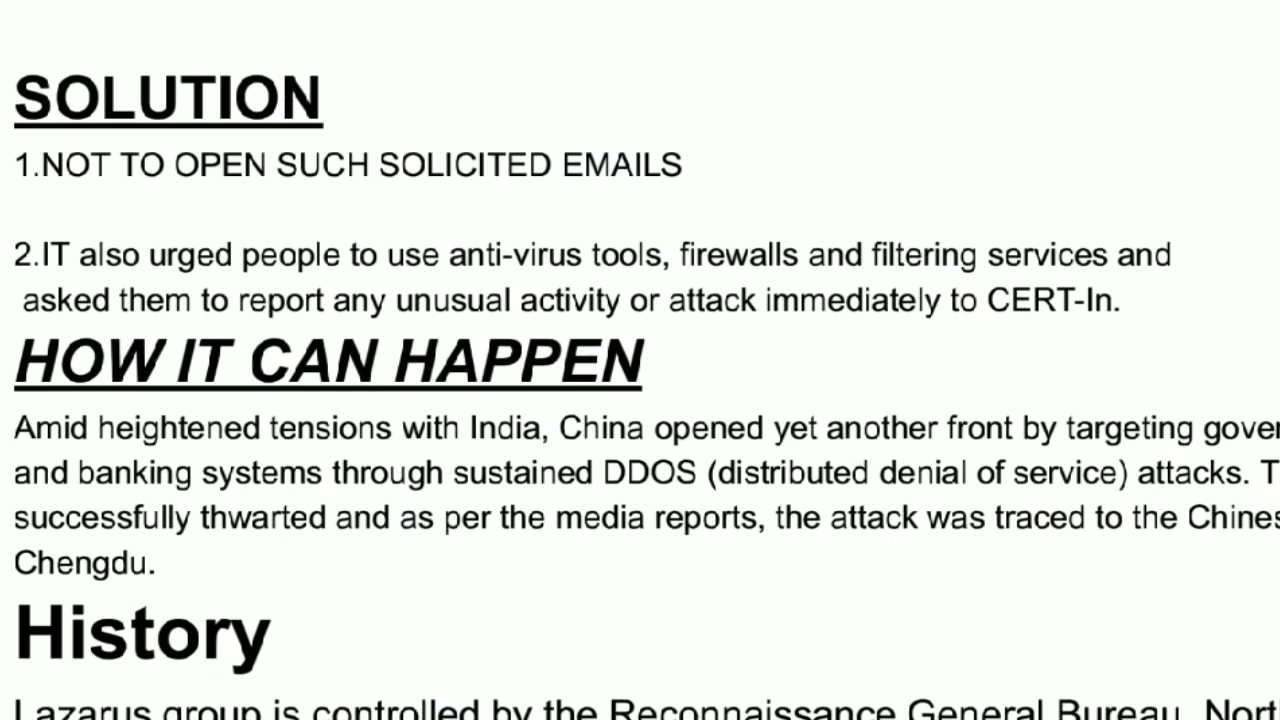 SOLUTION
1.NOT TO OPEN SUCH SOLICITED EMAILS
2.IT also urged people to use anti-virus tools, firewalls and filtering services and
asked them to report any unusual activity or attack immediately to CERT-In.
HOW IT CAN HAPPEN
Amid heightened tensions with India, China opened yet another front by targeting
and banking systems through sustained DDOS (distributed denial of service) attacks.
successfully thwarted and as per the media reports, the attack was traced to the
Chengdu.
History
Lazarus group is controlled by the Reconnaissance General Bureau,